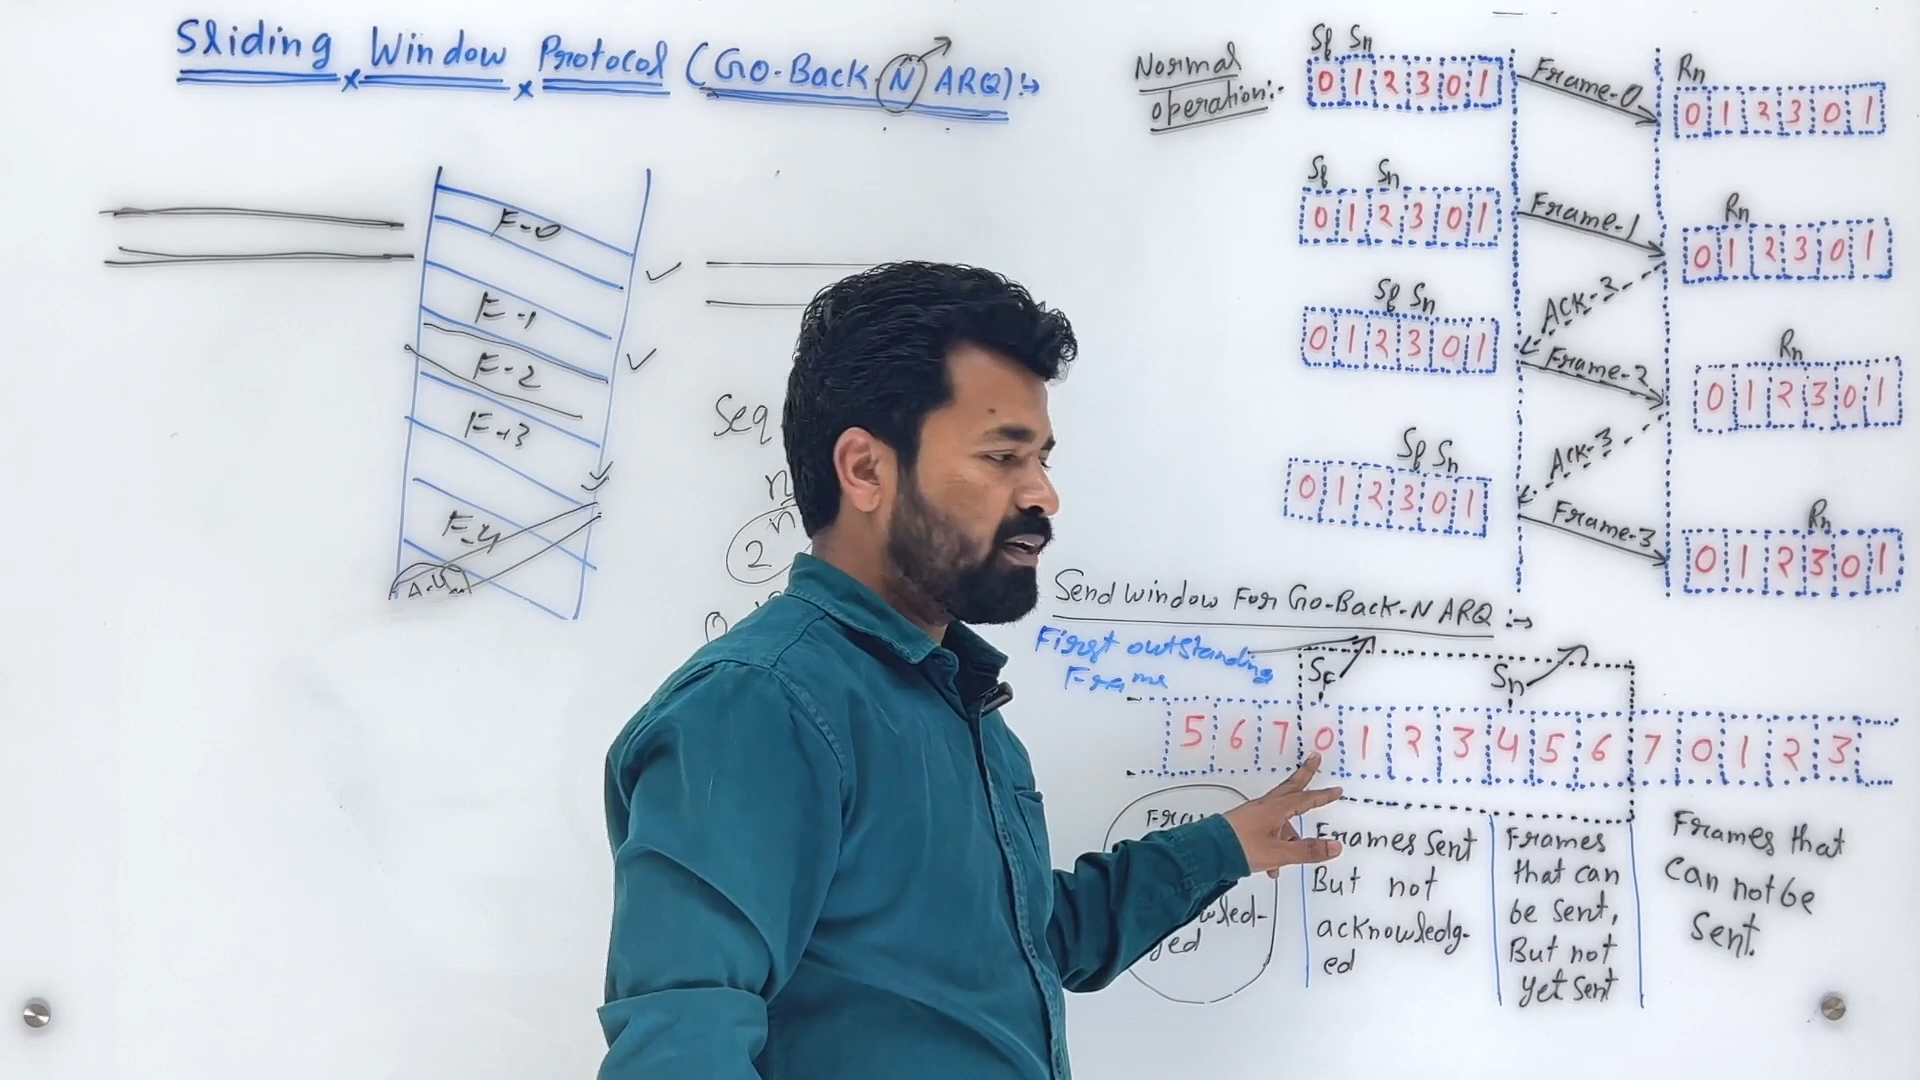 Sliding Window Protocol (Go-Back-N ARQ):→
F-0
F-1
F-2
F-3
F-4
Seq
n
2^n
0
Normal
operation:-
Sf Sn
0 1 2 3 0 1
Frame-0
Rn
0 1 2 3 0 1
Sf Sn
0 1 2 3 0 1
Frame-1
Rn
0 1 2 3 0 1
ACK-2
Sf Sn
0 1 2 3 0 1
Frame-2
Rn
0 1 2 3 0 1
ACK-3
Sf Sn
0 1 2 3 0 1
Frame-3
Rn
0 1 2 3 0 1
Send window For Go-Back-N ARQ:→
First outstanding
Frame
Sf
Sn
5 6 7 0 1 2 3 4 5 6 7 0 1 2 3
Frames Sent
But not
acknowledg-
ed
Frames
that can
be sent,
But not
yet sent
Frames that
can not be
sent.